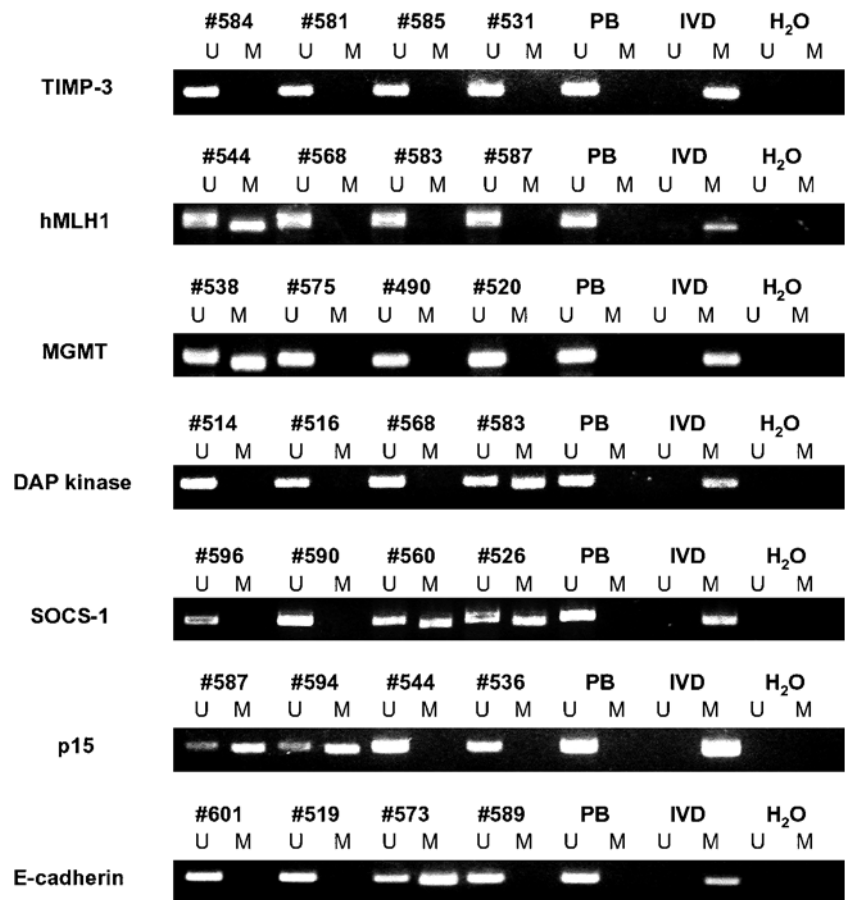 #584 #581 #585 #531 PB IVD H₂O
U M U M U M U M U M U M U M
TIMP-3
#544 #568 #583 #587 PB IVD H₂O
U M U M U M U M U M U M U M
hMLH1
#538 #575 #490 #520 PB IVD H₂O
U M U M U M U M U M U M U M
MGMT
#514 #516 #568 #583 PB IVD H₂O
U M U M U M U M U M U M U M
DAP kinase
#596 #590 #560 #526 PB IVD H₂O
U M U M U M U M U M U M U M
SOCS-1
#587 #594 #544 #536 PB IVD H₂O
U M U M U M U M U M U M U M
p15
#601 #519 #573 #589 PB IVD H₂O
U M U M U M U M U M U M U M
E-cadherin